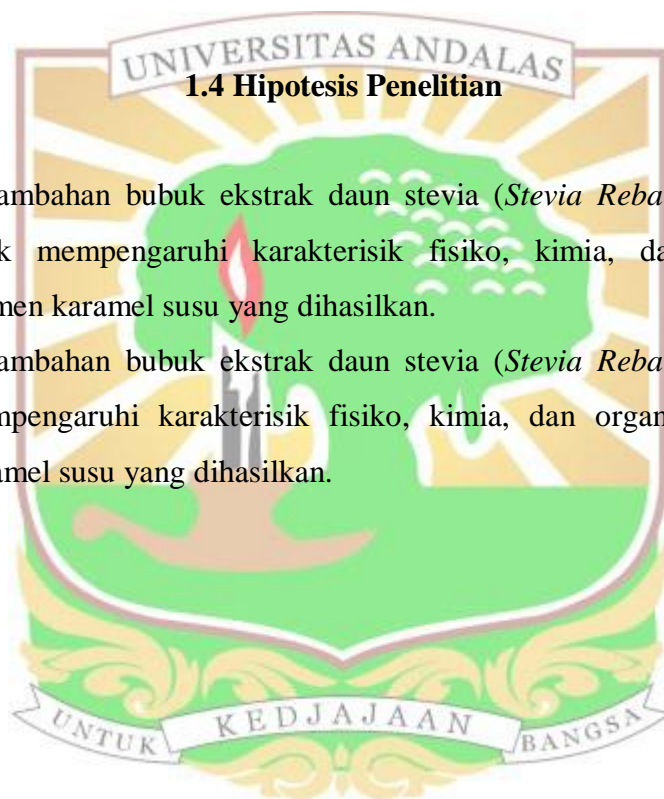 UNIVERSITAS ANDALAS
1.4 Hipotesis Penelitian
ambahan bubuk ekstrak daun stevia (Stevia Reba
k mempengaruhi karakterisik fisiko, kimia, da
men karamel susu yang dihasilkan.
ambahan bubuk ekstrak daun stevia (Stevia Reba
mpengaruhi karakterisik fisiko, kimia, dan organ
amel susu yang dihasilkan.
UNTUK KEDJAJAAN BANGSA